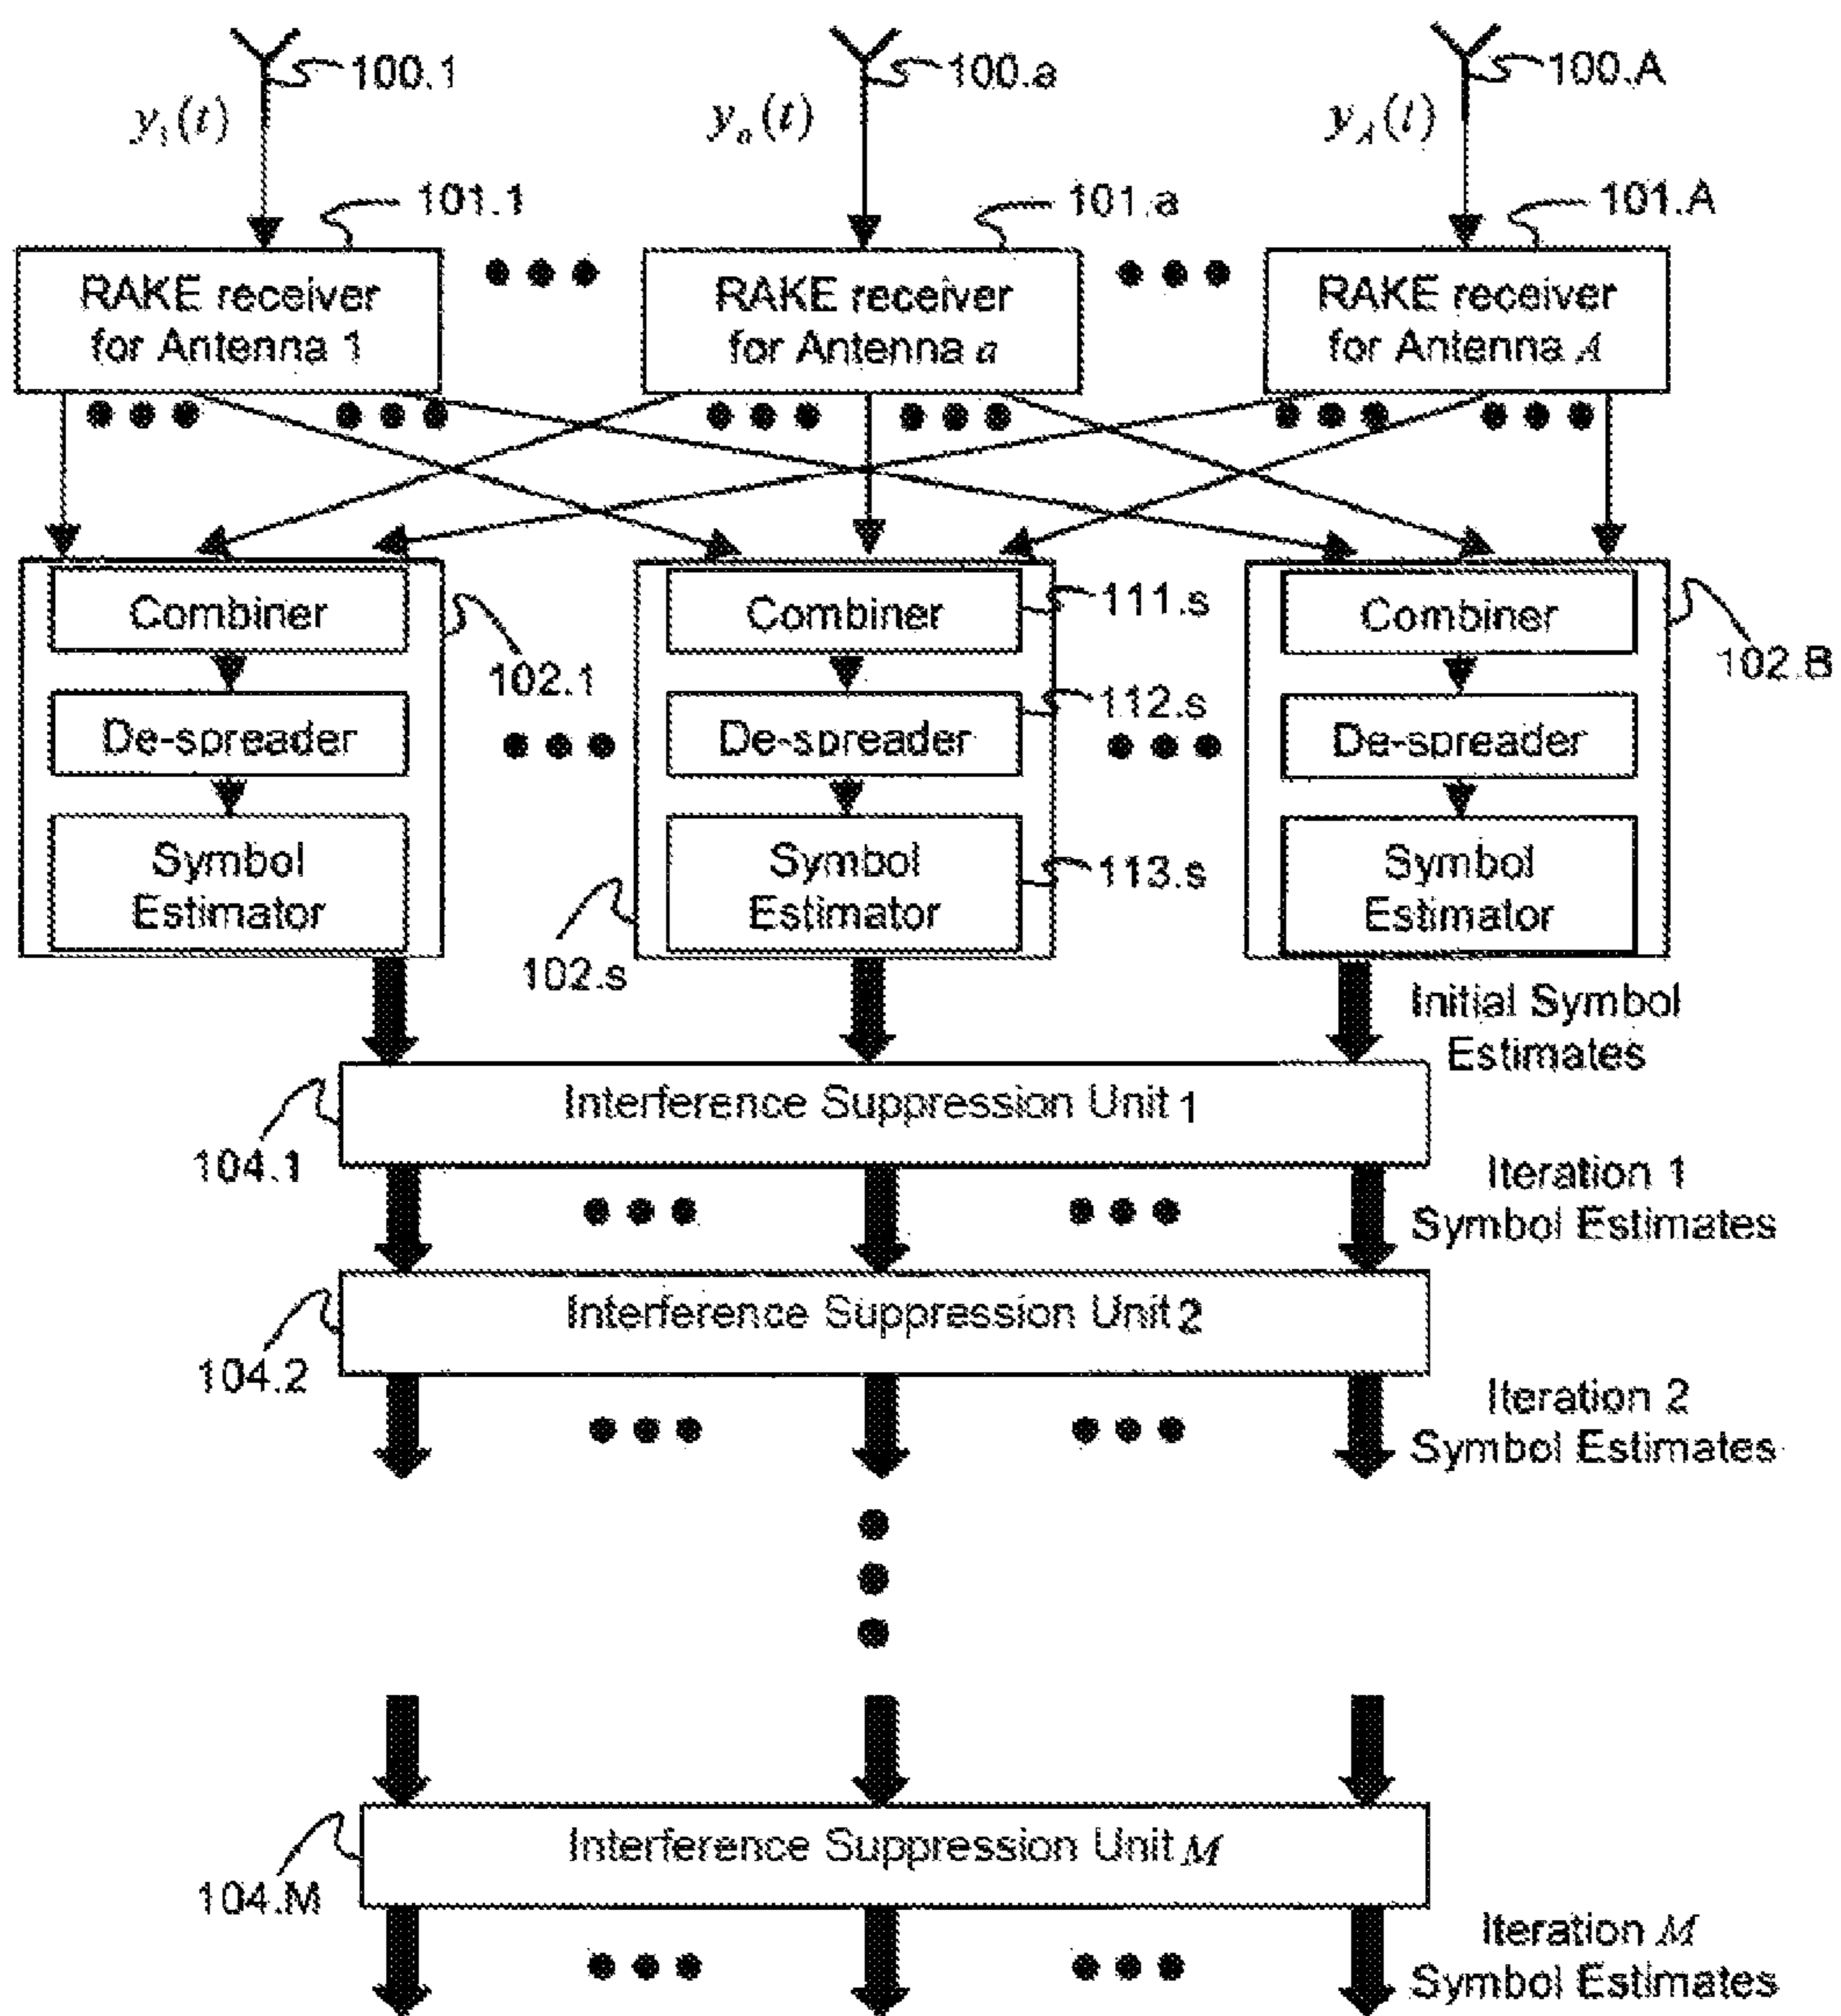 100.1
100.a
100.A
y₁(t)
yₐ(t)
y_A(t)
101.1
101.a
101.A
RAKE receiver
for Antenna 1
RAKE receiver
for Antenna a
RAKE receiver
for Antenna A
Combiner
De-spreader
Symbol
Estimator
102.1
Combiner
De-spreader
Symbol
Estimator
111.s
112.s
113.s
102.s
Combiner
De-spreader
Symbol
Estimator
102.B
Initial Symbol
Estimates
Interference Suppression Unit 1
104.1
Iteration 1
Symbol Estimates
Interference Suppression Unit 2
104.2
Iteration 2
Symbol Estimates
Interference Suppression Unit M
104.M
Iteration M
Symbol Estimates